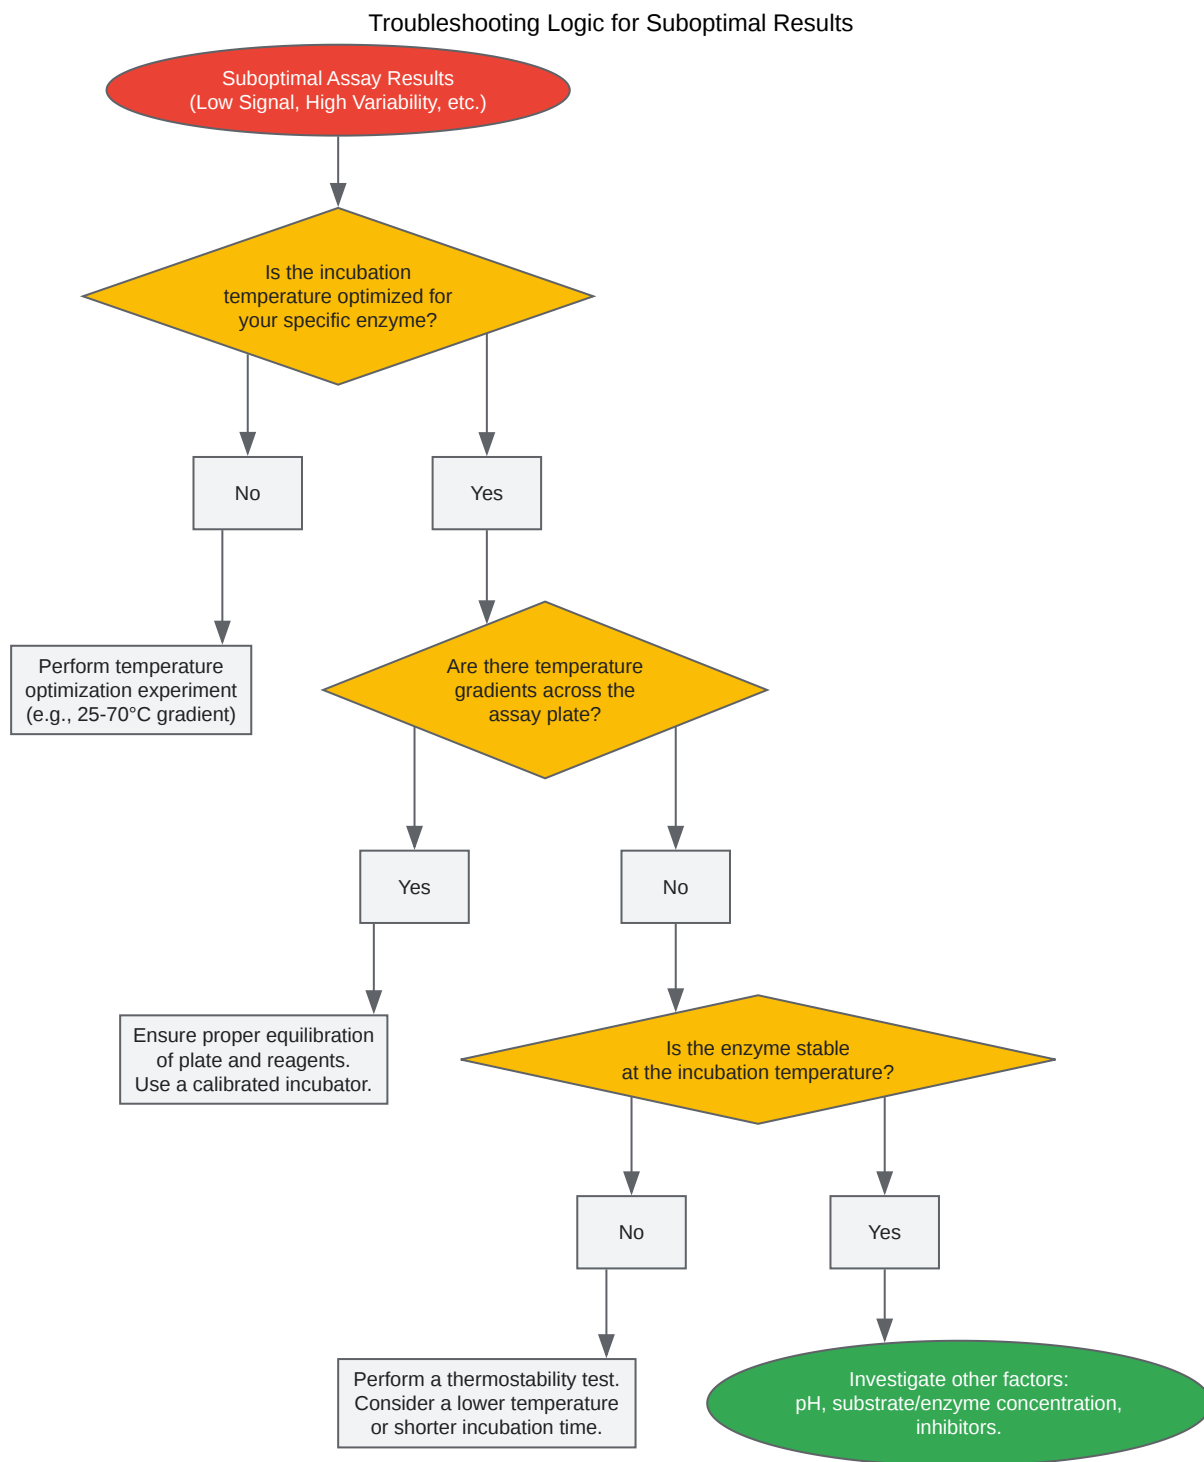 Troubleshooting Logic for Suboptimal Results
Suboptimal Assay Results
(Low Signal, High Variability, etc.)
Is the incubation
temperature optimized for
your specific enzyme?
No
Yes
Perform temperature
optimization experiment
(e.g., 25-70°C gradient)
Are there temperature
gradients across the
assay plate?
Yes
No
Ensure proper equilibration
of plate and reagents.
Use a calibrated incubator.
Is the enzyme stable
at the incubation temperature?
No
Yes
Perform a thermostability test.
Consider a lower temperature
or shorter incubation time.
Investigate other factors:
pH, substrate/enzyme concentration,
inhibitors.